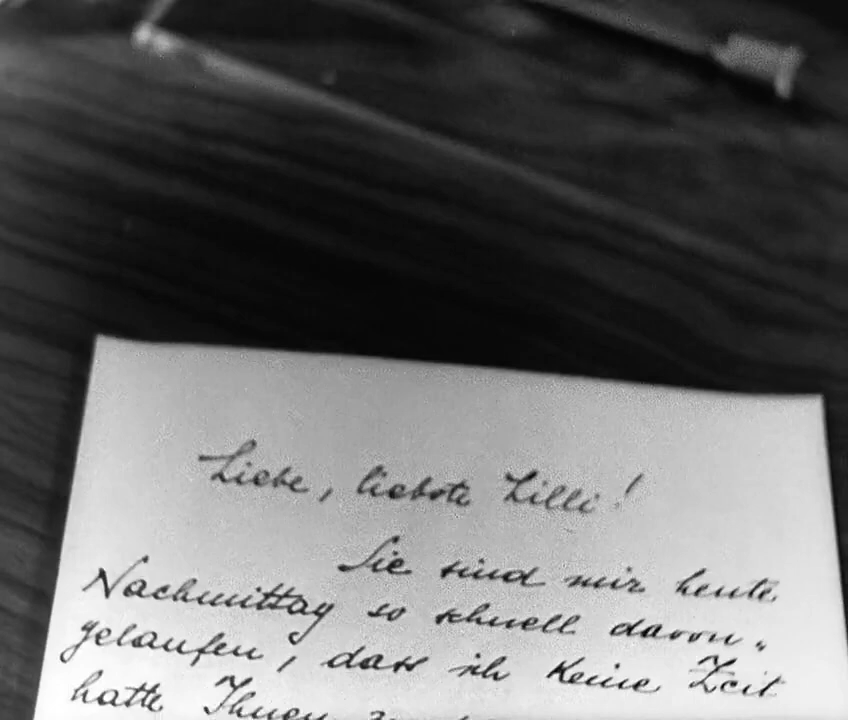 Liebe, liebste Lilli!
Sie sind mir heute
Nachmittag so schnell davon-
gelaufen, dass ich keine Zeit
hatte Ihnen